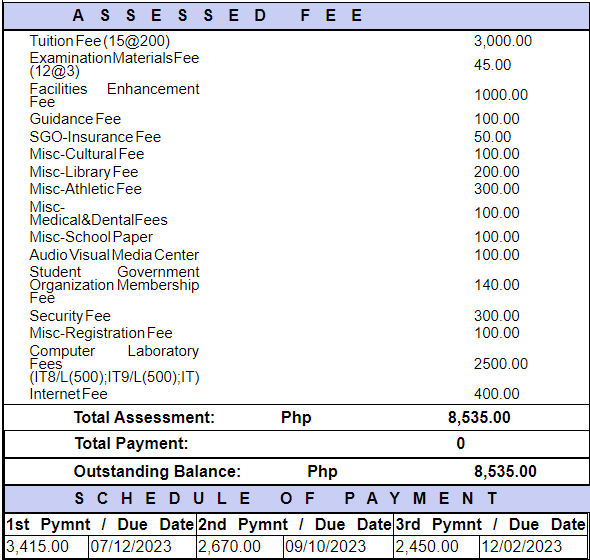 A S S E S S E D F E E
Tuition Fee (15@200) 3,000.00
Examination Materials Fee
(12@3) 45.00
Facilities Enhancement
Fee 1000.00
Guidance Fee 100.00
SGO-Insurance Fee 50.00
Misc-Cultural Fee 100.00
Misc-Library Fee 200.00
Misc-Athletic Fee 300.00
Misc-
Medical&Dental Fees 100.00
Misc-School Paper 100.00
Audio Visual Media Center 100.00
Student Government
Organization Membership 140.00
Fee
Security Fee 300.00
Misc-Registration Fee 100.00
Computer Laboratory
Fees 2500.00
(IT8/L(500);IT9/L(500);IT)
Internet Fee 400.00
Total Assessment: Php 8,535.00
Total Payment: 0
Outstanding Balance: Php 8,535.00
S C H E D U L E O F P A Y M E N T
1st Pymnt / Due Date 2nd Pymnt / Due Date 3rd Pymnt / Due Date
3,415.00 07/12/2023 2,670.00 09/10/2023 2,450.00 12/02/2023